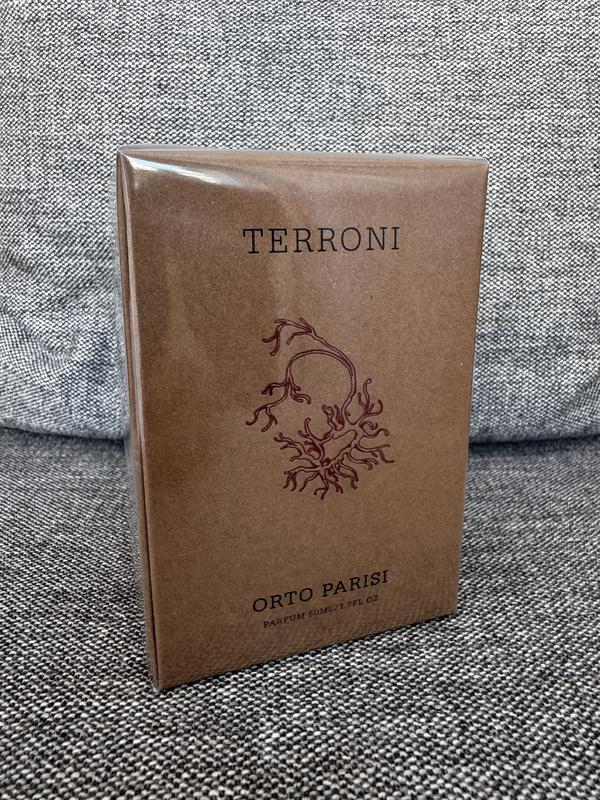 TERRONI
ORTO PARISI
PARFUM 50ML/1.7FL OZ